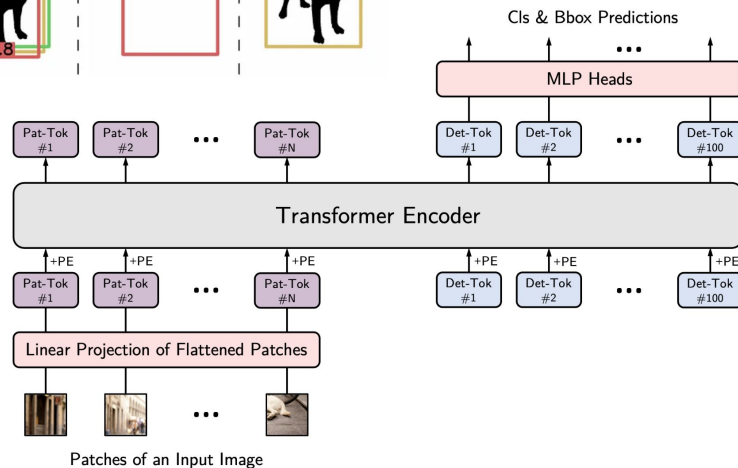 .8
Cls & Bbox Predictions
MLP Heads
Pat-Tok #1
Pat-Tok #2
Pat-Tok #N
Det-Tok #1
Det-Tok #2
Det-Tok #100
Transformer Encoder
+PE
+PE
+PE
+PE
+PE
+PE
Pat-Tok #1
Pat-Tok #2
Pat-Tok #N
Det-Tok #1
Det-Tok #2
Det-Tok #100
Linear Projection of Flattened Patches
Patches of an Input Image